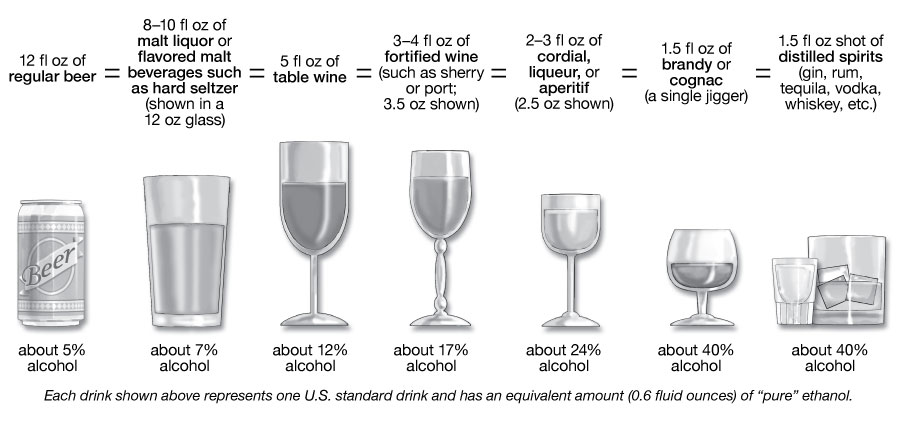 12 fl oz of
regular beer
=
8–10 fl oz of
malt liquor or
flavored malt
beverages such
as hard seltzer
(shown in a
12 oz glass)
=
5 fl oz of
table wine
=
3–4 fl oz of
fortified wine
(such as sherry
or port;
3.5 oz shown)
=
2–3 fl oz of
cordial,
liqueur, or
aperitif
(2.5 oz shown)
=
1.5 fl oz of
brandy or
cognac
(a single jigger)
=
1.5 fl oz shot of
distilled spirits
(gin, rum,
tequila, vodka,
whiskey, etc.)
Beer
about 5%
alcohol
about 7%
alcohol
about 12%
alcohol
about 17%
alcohol
about 24%
alcohol
about 40%
alcohol
about 40%
alcohol
Each drink shown above represents one U.S. standard drink and has an equivalent amount (0.6 fluid ounces) of “pure” ethanol.